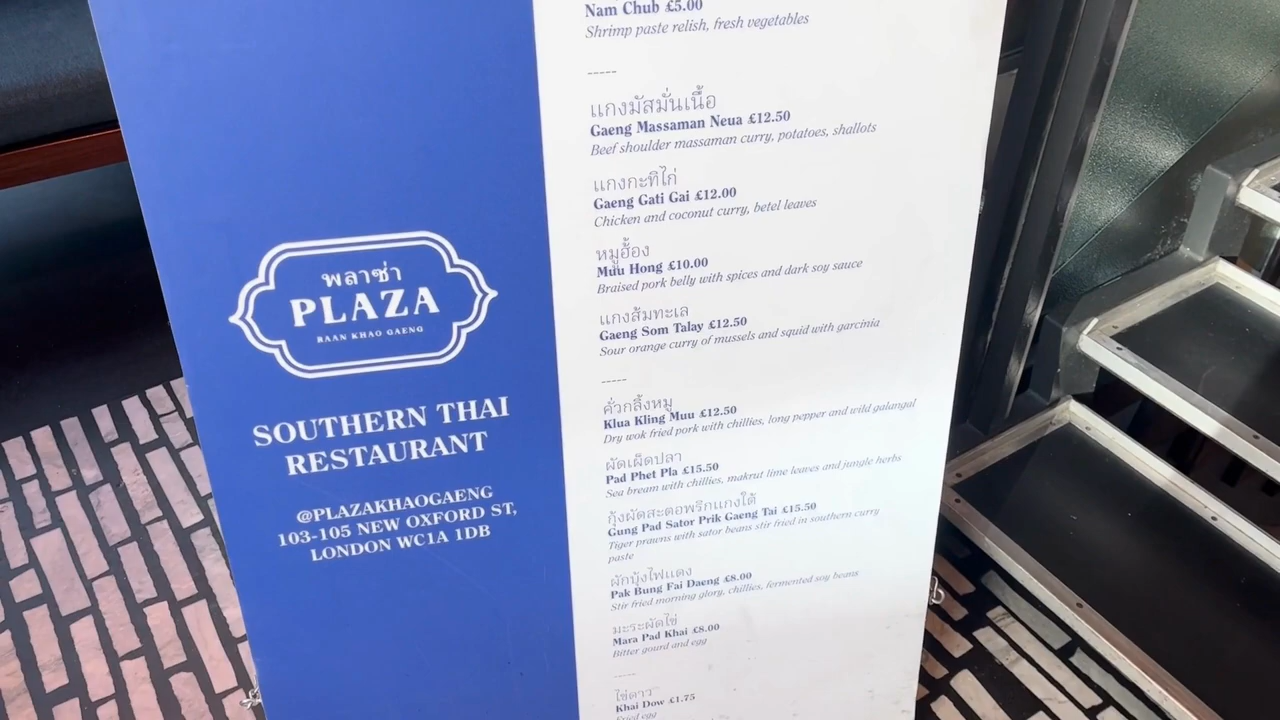 พลาซ่า
PLAZA
RAAN KHAO GAENG
SOUTHERN THAI
RESTAURANT
@PLAZAKHAOGAENG
103-105 NEW OXFORD ST,
LONDON WC1A 1DB
Nam Chub £5.00
Shrimp paste relish, fresh vegetables
-----
แกงมัสมั่นเนื้อ
Gaeng Massaman Neua £12.50
Beef shoulder massaman curry, potatoes, shallots
แกงกะทิไก่
Gaeng Gati Gai £12.00
Chicken and coconut curry, betel leaves
หมูฮ้อง
Muu Hong £10.00
Braised pork belly with spices and dark soy sauce
แกงส้มทะเล
Gaeng Som Talay £12.50
Sour orange curry of mussels and squid with garcinia
-----
คั่วกลิ้งหมู
Klua Kling Muu £12.50
Dry wok fried pork with chillies, long pepper and wild galangal
ผัดเผ็ดปลา
Pad Phet Pla £15.50
Sea bream with chillies, makrut lime leaves and jungle herbs
กุ้งผัดสะตอพริกแกงใต้
Gung Pad Sator Prik Gaeng Tai £15.50
Tiger prawns with sator beans stir fried in southern curry
paste
ผักบุ้งไฟแดง
Pak Bung Fai Daeng £8.00
Stir fried morning glory, chillies, fermented soy beans
มะระผัดไข่
Mara Pad Khai £8.00
Bitter gourd and egg
-----
ไข่ดาว
Khai Dow £1.75
Fried egg